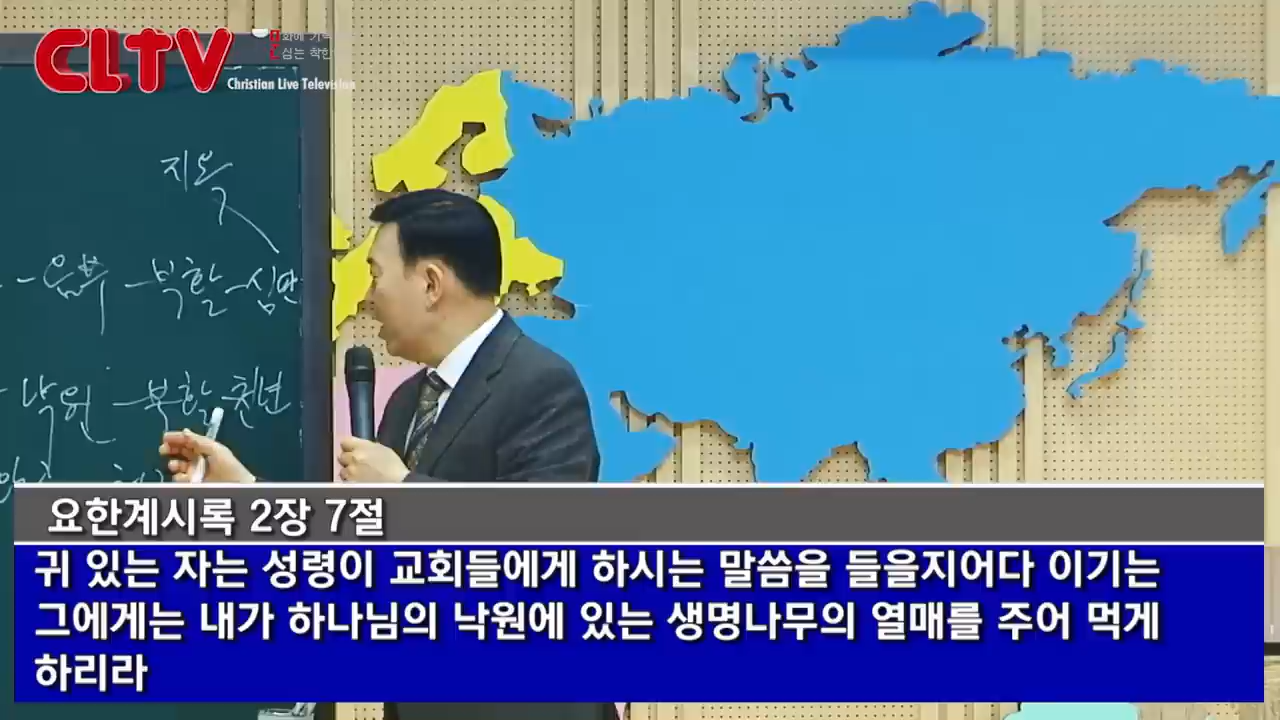 CLTV
Christian Live Television
지옥
음부 - 부활 - 심판
낙원 - 부활 천년
요한계시록 2장 7절
귀 있는 자는 성령이 교회들에게 하시는 말씀을 들을지어다 이기는
그에게는 내가 하나님의 낙원에 있는 생명나무의 열매를 주어 먹게
하리라